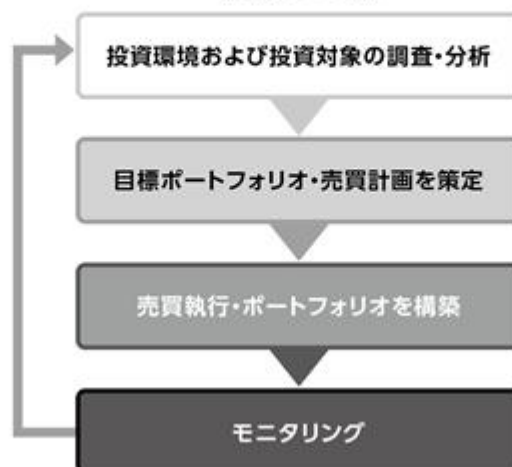 投資環境および投資対象の調査・分析
目標ポートフォリオ・売買計画を策定
売買執行・ポートフォリオを構築
モニタリング